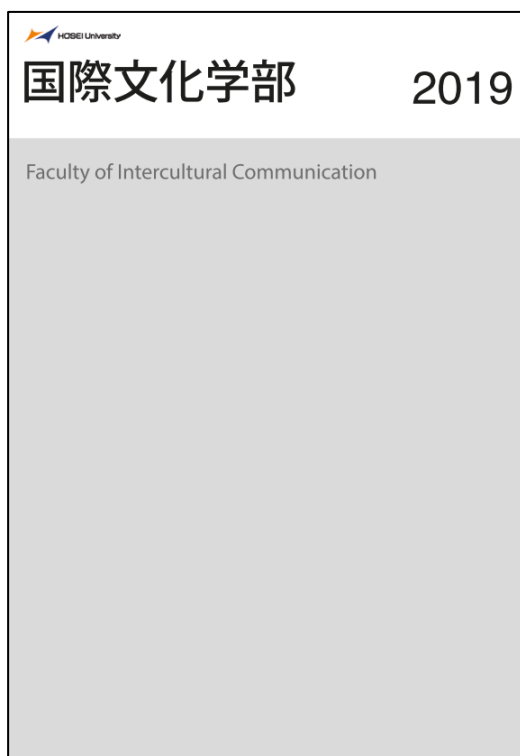 HOSEI University
国際文化学部 2019
Faculty of Intercultural Communication